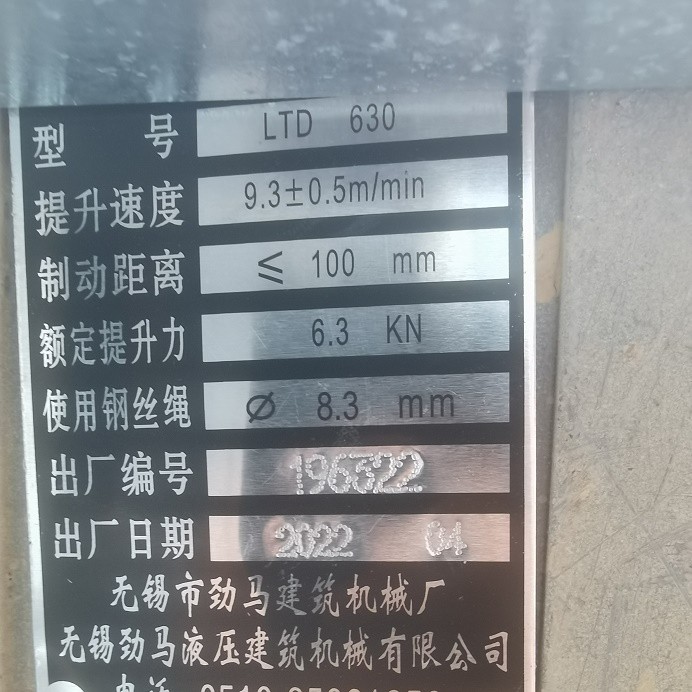 型号 LTD 630
提升速度 9.3±0.5m/min
制动距离 ≤ 100 mm
额定提升力 6.3 KN
使用钢丝绳 Ø 8.3 mm
出厂编号 196522
出厂日期 2022 04
无锡市劲马建筑机械厂
无锡劲马液压建筑机械有限公司
电话